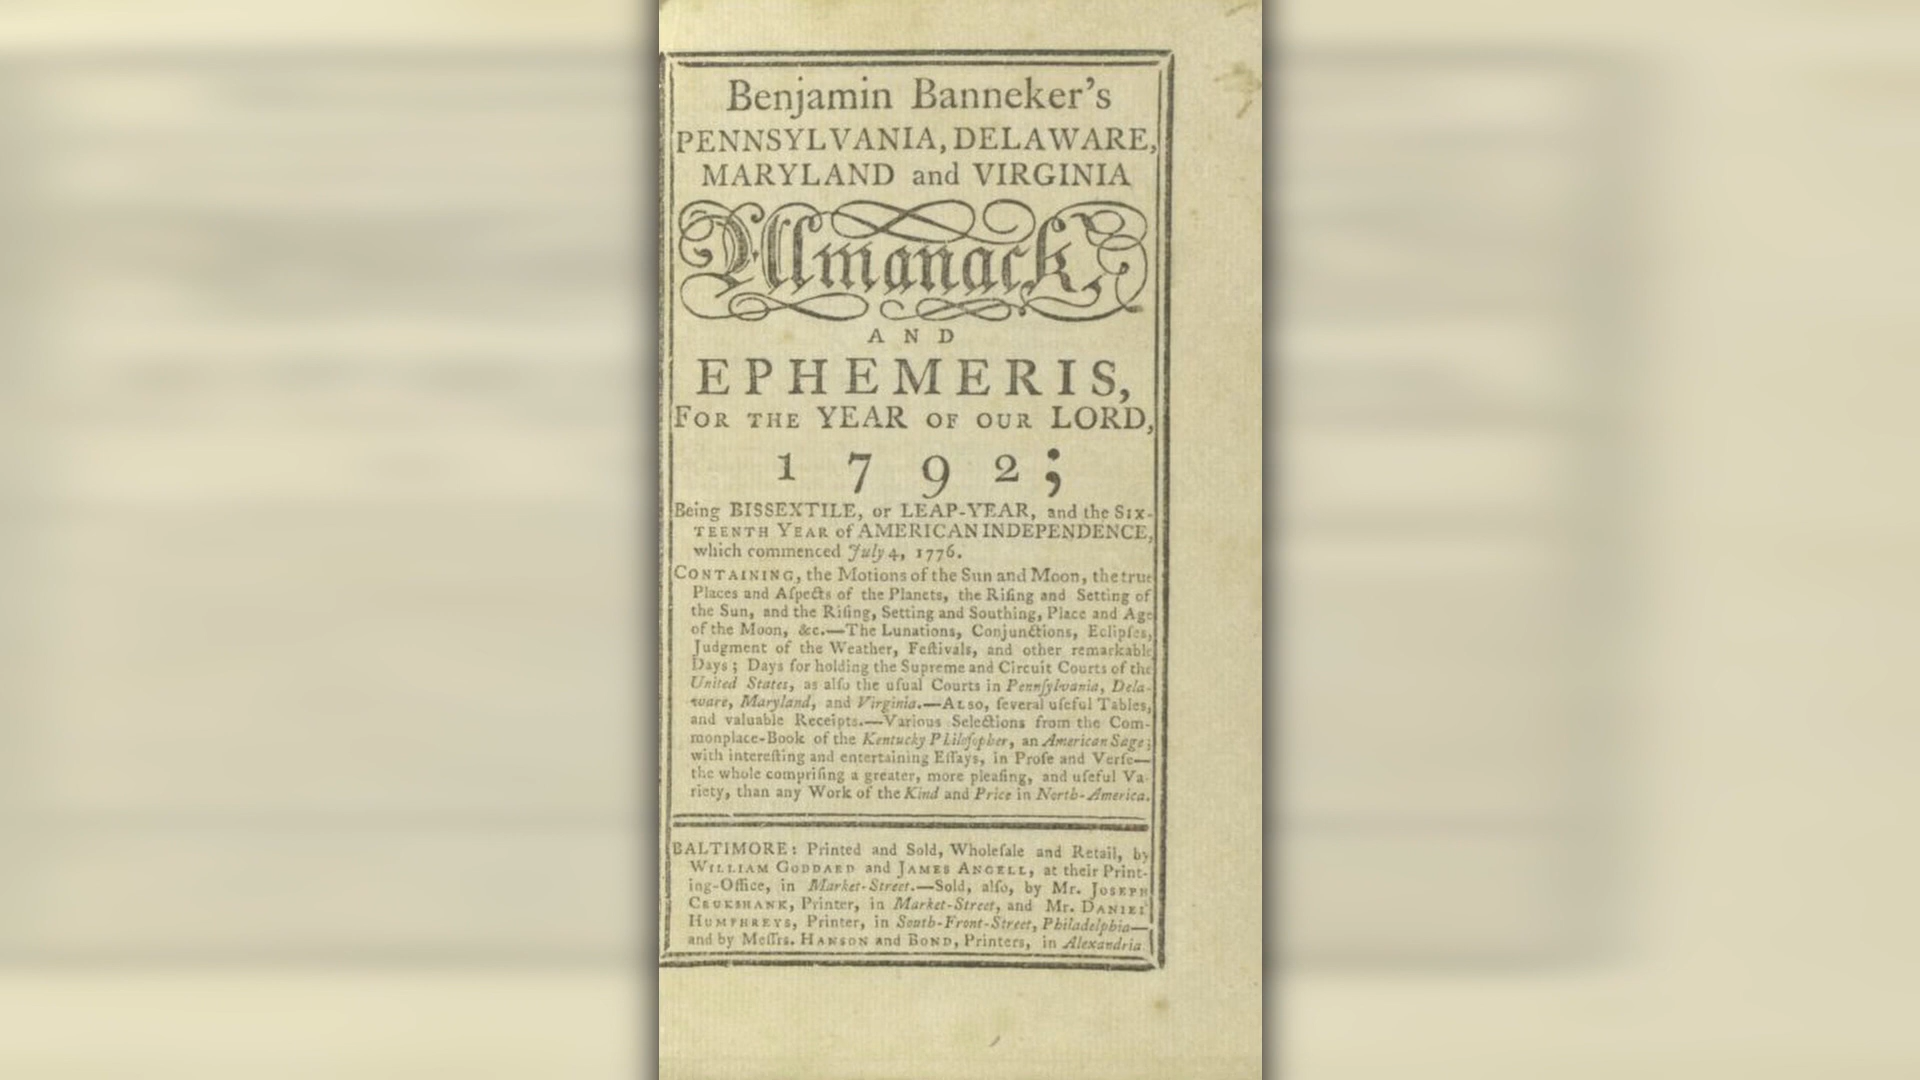 Benjamin Banneker's
PENNSYLVANIA, DELAWARE,
MARYLAND and VIRGINIA
Almanack
AND
EPHEMERIS,
FOR THE YEAR OF OUR LORD,
1792;
Being BISSEXTILE, or LEAP-YEAR, and the SIX-
TEENTH YEAR of AMERICAN INDEPENDENCE,
which commenced July 4, 1776.
CONTAINING, the Motions of the Sun and Moon, the true
Places and Aſpects of the Planets, the Riſing and Setting of
the Sun, and the Riſing, Setting and Southing, Place and Age
of the Moon, &c.—The Lunations, Conjunctions, Eclipſes,
Judgment of the Weather, Feſtivals, and other remarkable
Days; Days for holding the Supreme and Circuit Courts of the
United States, as alſo the uſual Courts in Pennſylvania, Dela-
ware, Maryland, and Virginia.—ALSO, ſeveral uſeful Tables,
and valuable Receipts.—Various Selections from the Com-
monplace-Book of the Kentucky Philoſopher, an American Sage;
with intereſting and entertaining Eſſays, in Proſe and Verſe—
the whole compriſing a greater, more pleaſing, and uſeful Va-
riety, than any Work of the Kind and Price in North-America.
BALTIMORE: Printed and Sold, Wholeſale and Retail, by
WILLIAM GODDARD and JAMES ANGELL, at their Print-
ing-Office, in Market-Street.—Sold, alſo, by Mr. JOSEPH
CRUKSHANK, Printer, in Market-Street, and Mr. DANIEL
HUMPHREYS, Printer, in South-Front-Street, Philadelphia—
and by Meſſrs. HANSON and BOND, Printers, in Alexandria.